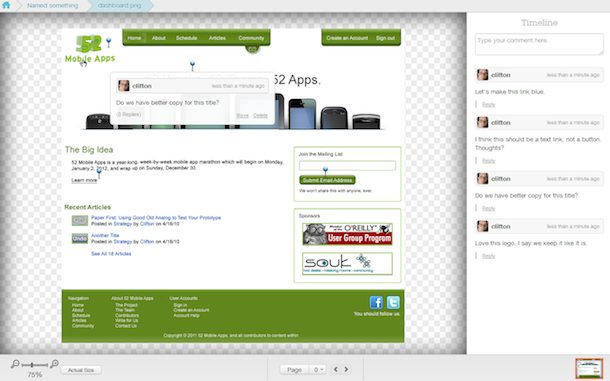 Named something
dashboard.png
Timeline
Type your comment here.
clifton
less than a minute ago
Let's make this link blue.
Reply
clifton
less than a minute ago
I think this should be a text link, not a button.
Thoughts?
Reply
clifton
less than a minute ago
Do we have better copy for this title?
Reply
clifton
less than a minute ago
Love this logo. I say we keep it like it is.
Reply
52
Mobile Apps
Home About Schedule Articles Community
Create an Account Sign out
52 Apps.
clifton
less than a minute ago
Do we have better copy for this title?
(0 Replies)
Move Delete
The Big Idea
52 Mobile Apps is a year-long, week-by-week mobile app marathon which will begin on Monday,
January 2, 2012, and wrap up on Sunday, December 30.
Learn more
Join the Mailing List
Submit Email Address
We won't share this with anyone, ever.
Recent Articles
Paper First: Using Good Old Analog to Test Your Prototype
Posted in Strategy by Clifton on 4/18/10
Another Title
Posted in Strategy by Clifton on 4/18/10
See All 18 Articles
Sponsors
O'REILLY
User Group Program
souk
Navigation
Home
About
Schedule
Articles
Community
About 52 Mobile Apps
The Project
The Team
Contributors
Write for Us
Contact Us
User Accounts
Sign in
Create an Account
Account Help
You should follow us.
Copyright © 2011 52 Mobile Apps, and all contributors to content within
75%
Actual Size
Page 0